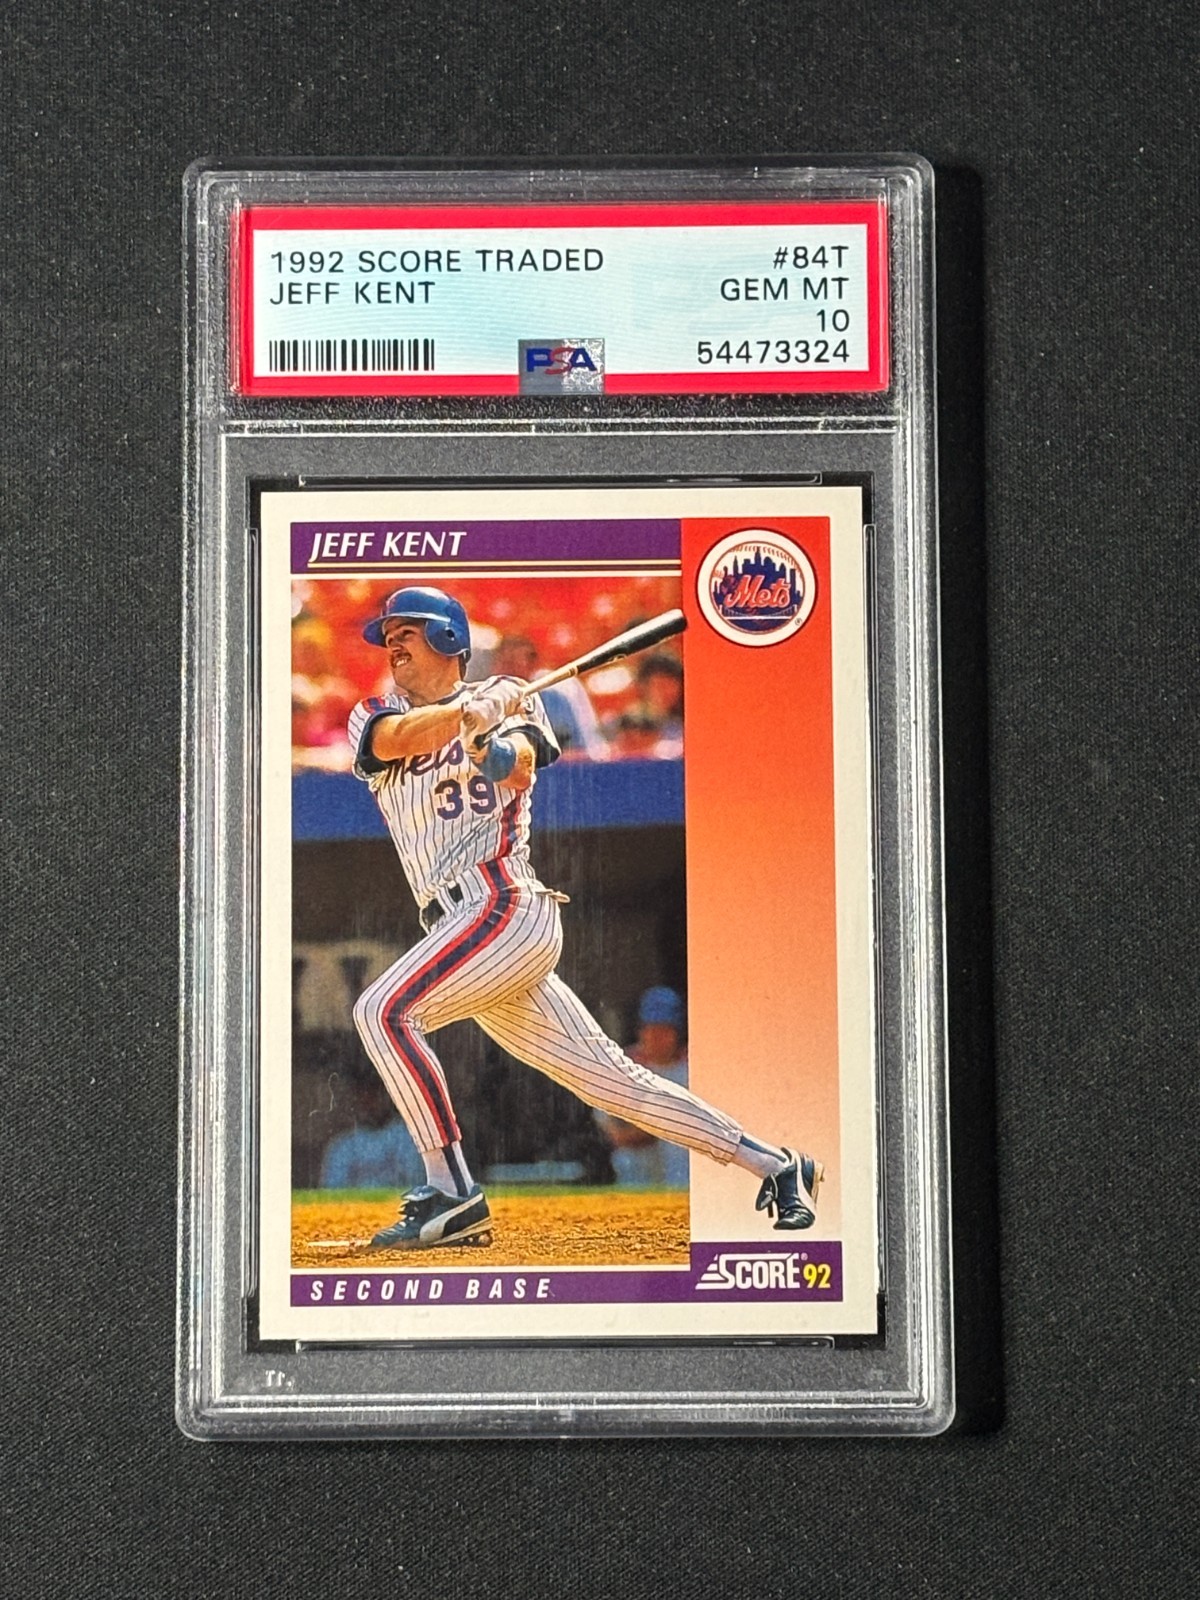 1992 SCORE TRADED #84T
JEFF KENT GEM MT
10
PSA 54473324
JEFF KENT
Mets
Mets
39
SECOND BASE
SCORE® 92